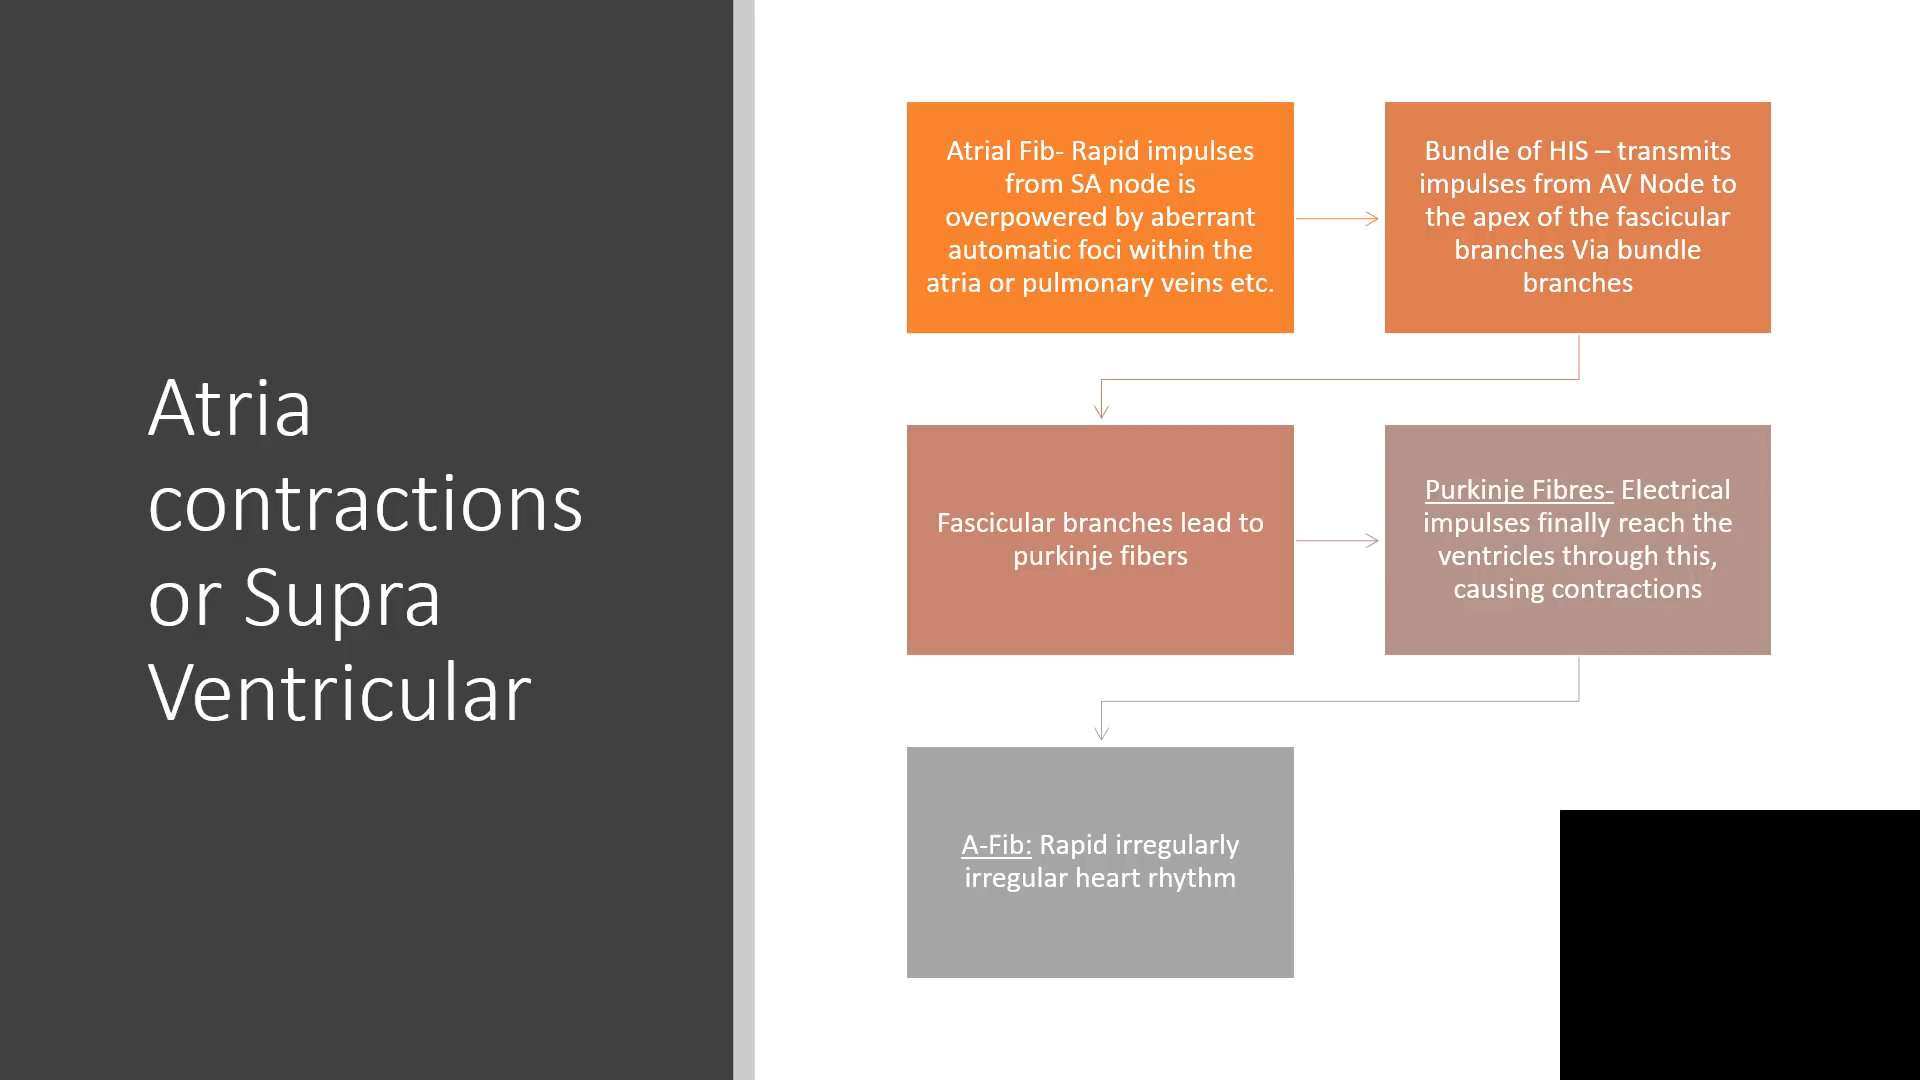 Atria
contractions
or Supra
Ventricular
Atrial Fib- Rapid impulses
from SA node is
overpowered by aberrant
automatic foci within the
atria or pulmonary veins etc.
Bundle of HIS – transmits
impulses from AV Node to
the apex of the fascicular
branches Via bundle
branches
Fascicular branches lead to
purkinje fibers
Purkinje Fibres- Electrical
impulses finally reach the
ventricles through this,
causing contractions
A-Fib: Rapid irregularly
irregular heart rhythm